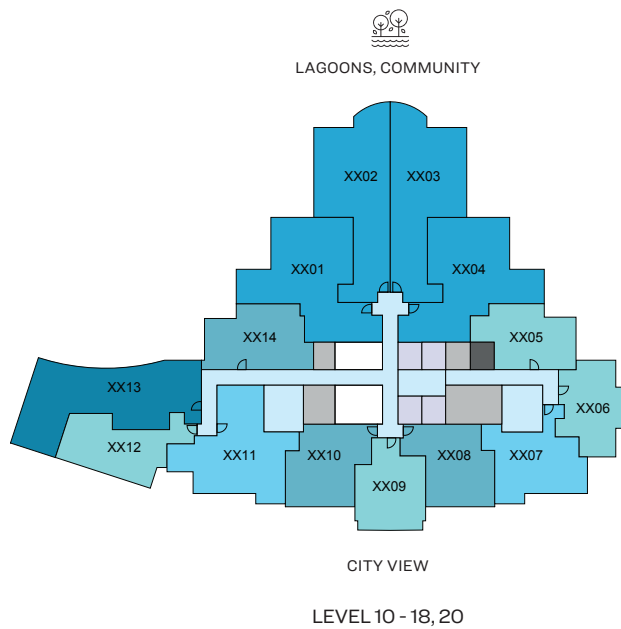 LAGOONS, COMMUNITY
XX02
XX03
XX01
XX04
XX14
XX05
XX13
XX06
XX12
XX11
XX10
XX08
XX07
XX09
CITY VIEW
LEVEL 10 - 18, 20